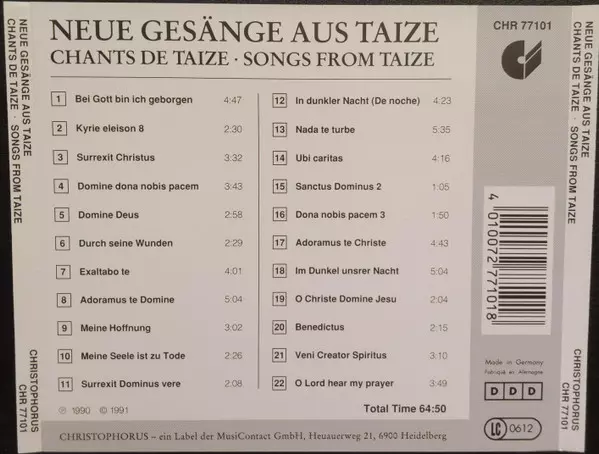 NEUE GESÄNGE AUS TAIZE
CHANTS DE TAIZE · SONGS FROM TAIZE
CHR 77101
1 Bei Gott bin ich geborgen 4:47
2 Kyrie eleison 8 2:30
3 Surrexit Christus 3:32
4 Domine dona nobis pacem 3:43
5 Domine Deus 2:58
6 Durch seine Wunden 2:29
7 Exaltabo te 4:01
8 Adoramus te Domine 5:04
9 Meine Hoffnung 3:02
10 Meine Seele ist zu Tode 2:26
11 Surrexit Dominus vere 2:08
12 In dunkler Nacht (De noche) 4:23
13 Nada te turbe 5:35
14 Ubi caritas 4:16
15 Sanctus Dominus 2 1:05
16 Dona nobis pacem 3 1:50
17 Adoramus te Christe 4:43
18 Im Dunkel unsrer Nacht 5:04
19 O Christe Domine Jesu 2:04
20 Benedictus 2:15
21 Veni Creator Spiritus 3:10
22 O Lord hear my prayer 3:49
℗ 1990 © 1991
Total Time 64:50
CHRISTOPHORUS – ein Label der MusiContact GmbH, Heuauerweg 21, 6900 Heidelberg
4 010072 771018
Made in Germany
Fabriqué en Allemagne
D D D
LC 0612
NEUE GESÄNGE AUS TAIZE
CHANTS DE TAIZE · SONGS FROM TAIZE
CHRISTOPHORUS
CHR 77101
NEUE GESÄNGE AUS TAIZE
CHANTS DE TAIZE · SONGS FROM TAIZE
CHRISTOPHORUS
CHR 77101